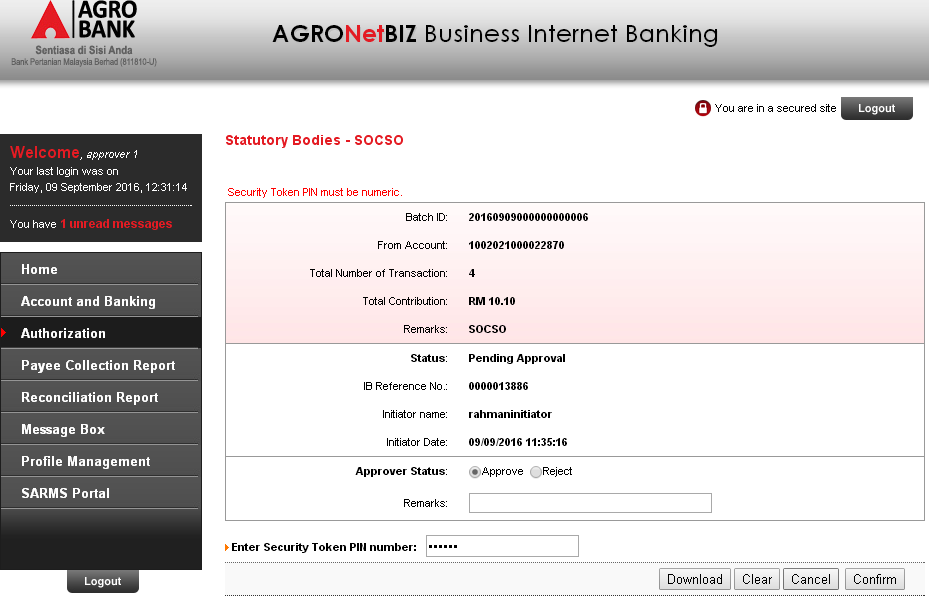 AGRO
BANK
Sentiasa di Sisi Anda
Bank Pertanian Malaysia Berhad (811810-U)
AGRONetBIZ Business Internet Banking
You are in a secured site
Logout
Statutory Bodies - SOCSO
Welcome, approver 1
Your last login was on
Friday, 09 September 2016, 12:31:14
You have 1 unread messages
Home
Account and Banking
Authorization
Payee Collection Report
Reconciliation Report
Message Box
Profile Management
SARMS Portal
Logout
Security Token PIN must be numeric.
Batch ID: 20160909000000000006
From Account: 1002021000022870
Total Number of Transaction: 4
Total Contribution: RM 10.10
Remarks: SOCSO
Status: Pending Approval
IB Reference No.: 0000013886
Initiator name: rahmaninitiator
Initiator Date: 09/09/2016 11:35:16
Approver Status: Approve Reject
Remarks:
Enter Security Token PIN number: ••••••
Download Clear Cancel Confirm